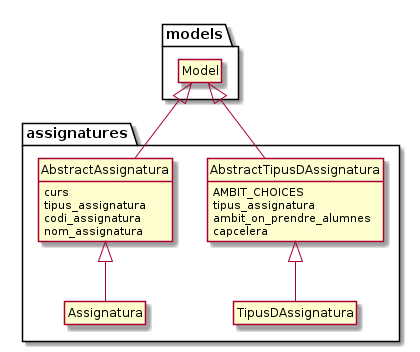 models
Model
assignatures
AbstractAssignatura
curs
tipus_assignatura
codi_assignatura
nom_assignatura
AbstractTipusDAssignatura
AMBIT_CHOICES
tipus_assignatura
ambit_on_prendre_alumnes
capcelera
Assignatura
TipusDAssignatura